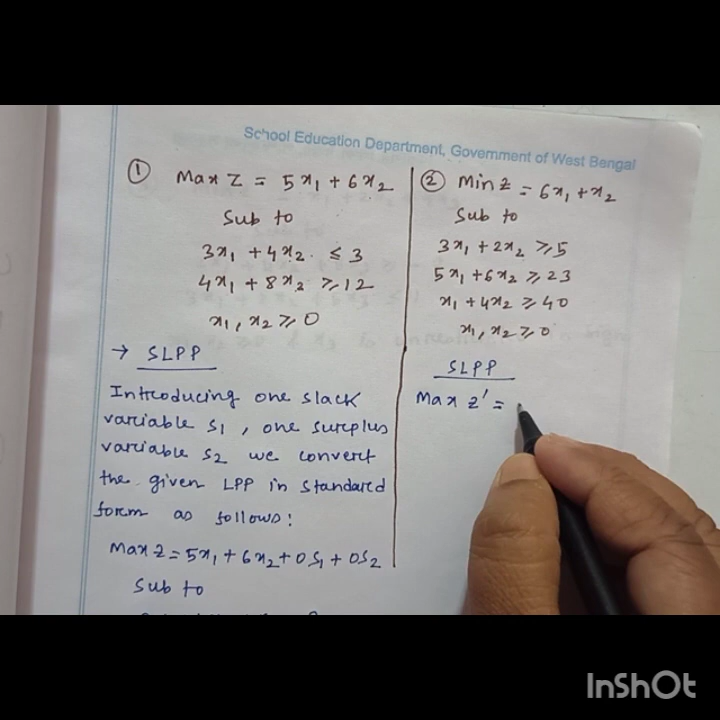 School Education Department, Government of West Bengal
① Max Z = 5x₁ + 6x₂
Sub to
3x₁ + 4x₂ ≤ 3
4x₁ + 8x₂ ≥ 12
x₁, x₂ ≥ 0
→ SLPP
Introducing one slack
variable s₁, one surplus
variable s₂ we convert
the given LPP in standard
form as follows:
Max Z = 5x₁ + 6x₂ + 0S₁ + 0S₂
Sub to
② Min Z = 6x₁ + x₂
Sub to
3x₁ + 2x₂ ≥ 5
5x₁ + 6x₂ ≥ 23
x₁ + 4x₂ ≥ 40
x₁, x₂ ≥ 0
SLPP
Max z' =
InShOt